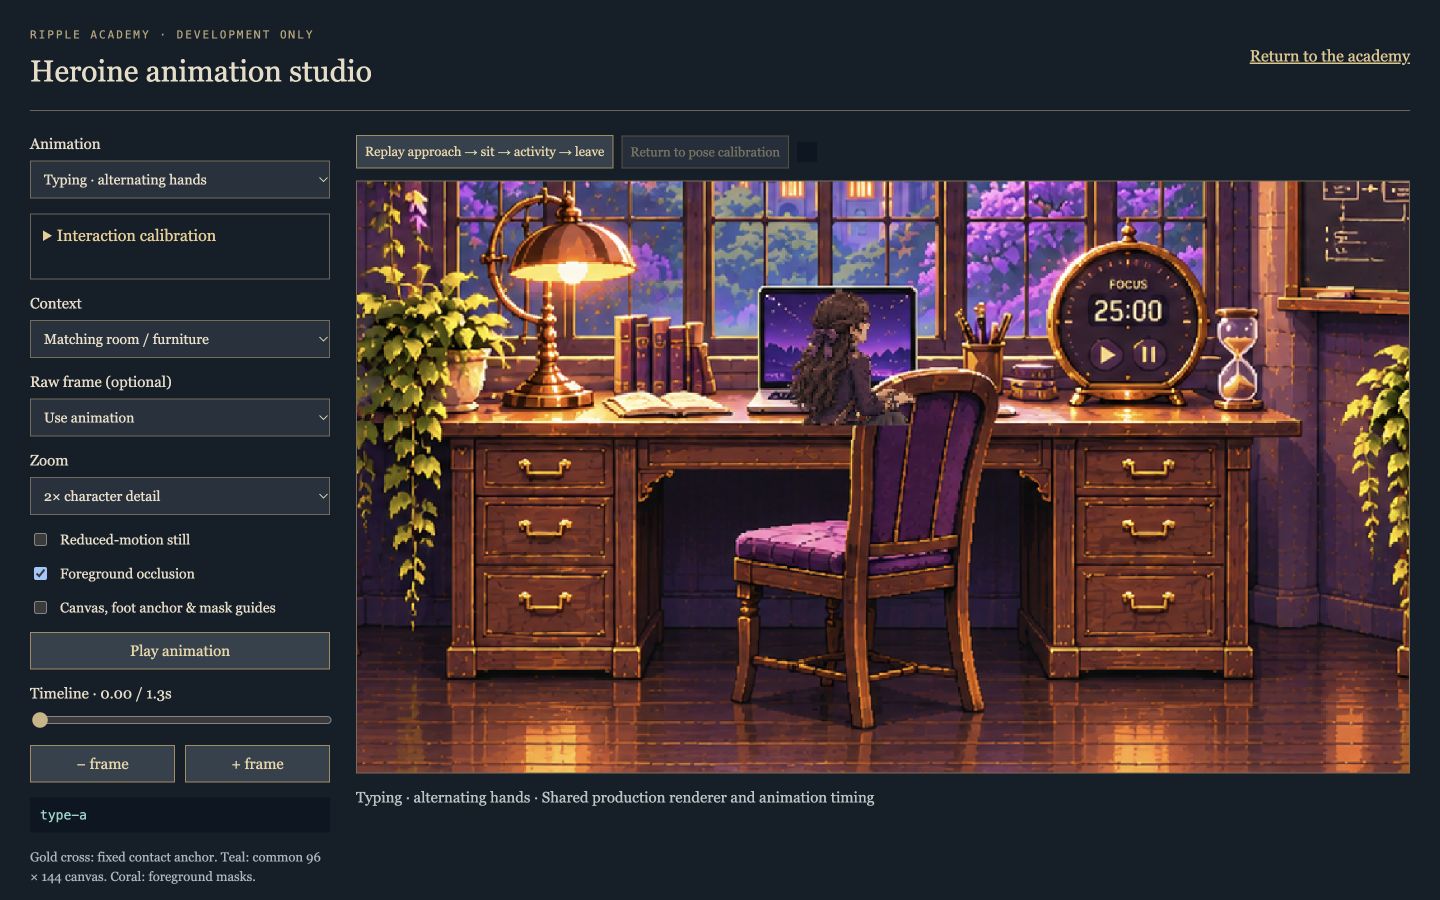 RIPPLE ACADEMY · DEVELOPMENT ONLY
Heroine animation studio
Return to the academy
Animation
Typing · alternating hands
Interaction calibration
Context
Matching room / furniture
Raw frame (optional)
Use animation
Zoom
2× character detail
Reduced-motion still
Foreground occlusion
Canvas, foot anchor & mask guides
Play animation
Timeline · 0.00 / 1.3s
− frame
+ frame
type-a
Gold cross: fixed contact anchor. Teal: common 96
× 144 canvas. Coral: foreground masks.
Replay approach → sit → activity → leave
Return to pose calibration
FOCUS
25:00
Typing · alternating hands · Shared production renderer and animation timing